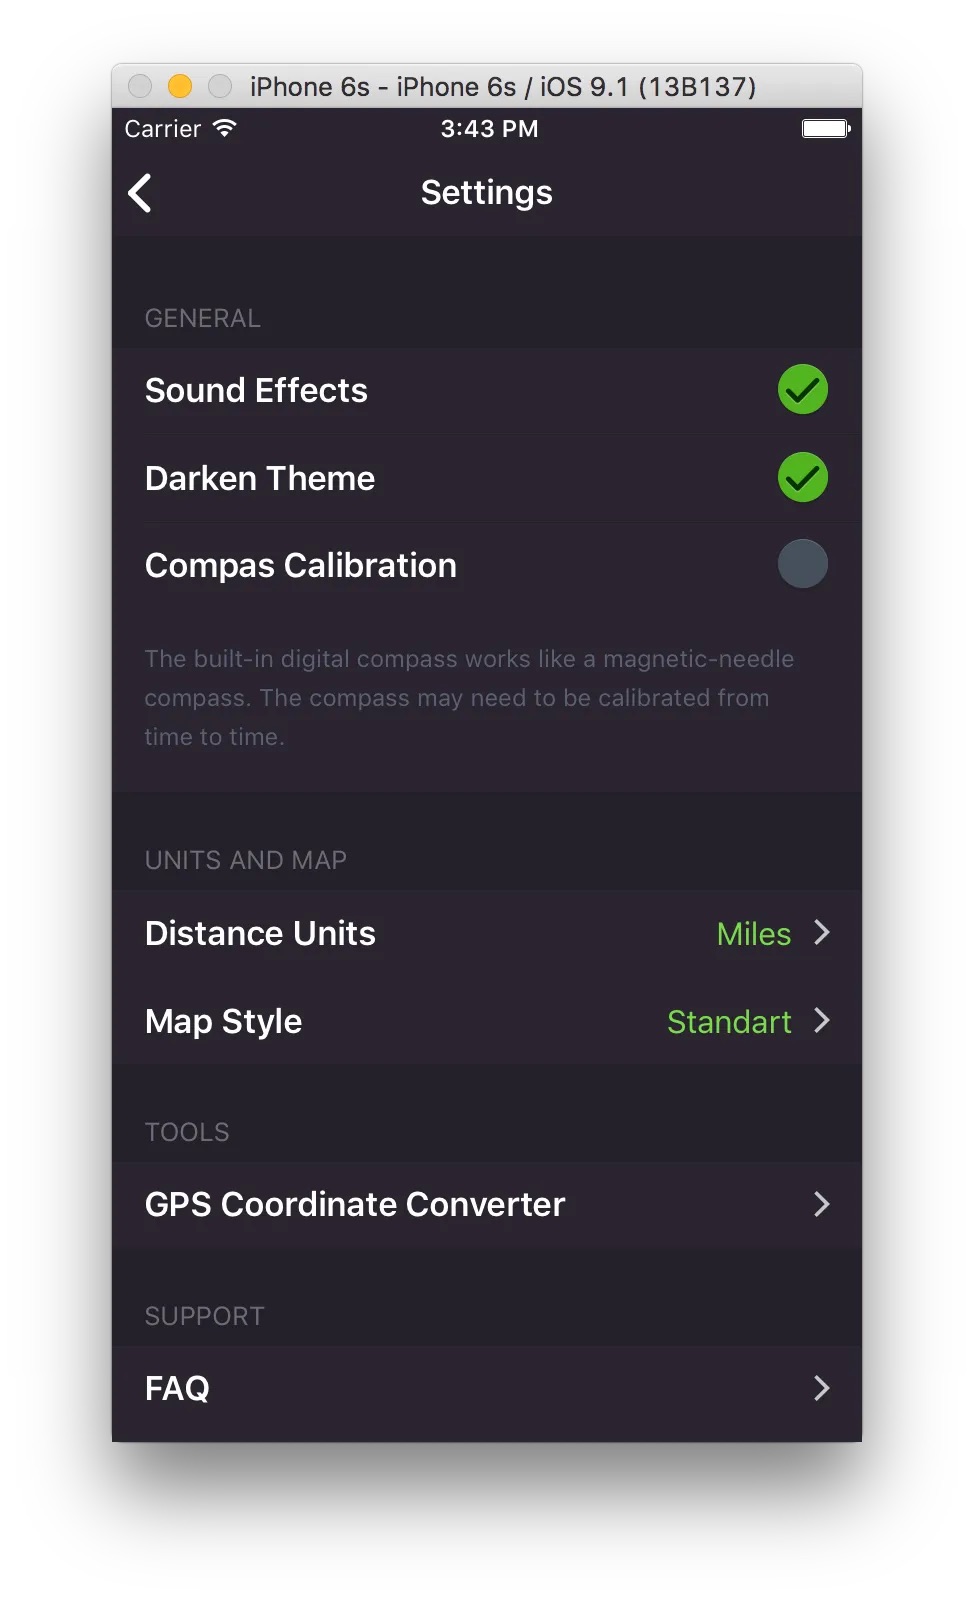 iPhone 6s - iPhone 6s / iOS 9.1 (13B137)
Carrier 3:43 PM
Settings
GENERAL
Sound Effects
Darken Theme
Compas Calibration
The built-in digital compass works like a magnetic-needle
compass. The compass may need to be calibrated from
time to time.
UNITS AND MAP
Distance Units Miles
Map Style Standart
TOOLS
GPS Coordinate Converter
SUPPORT
FAQ